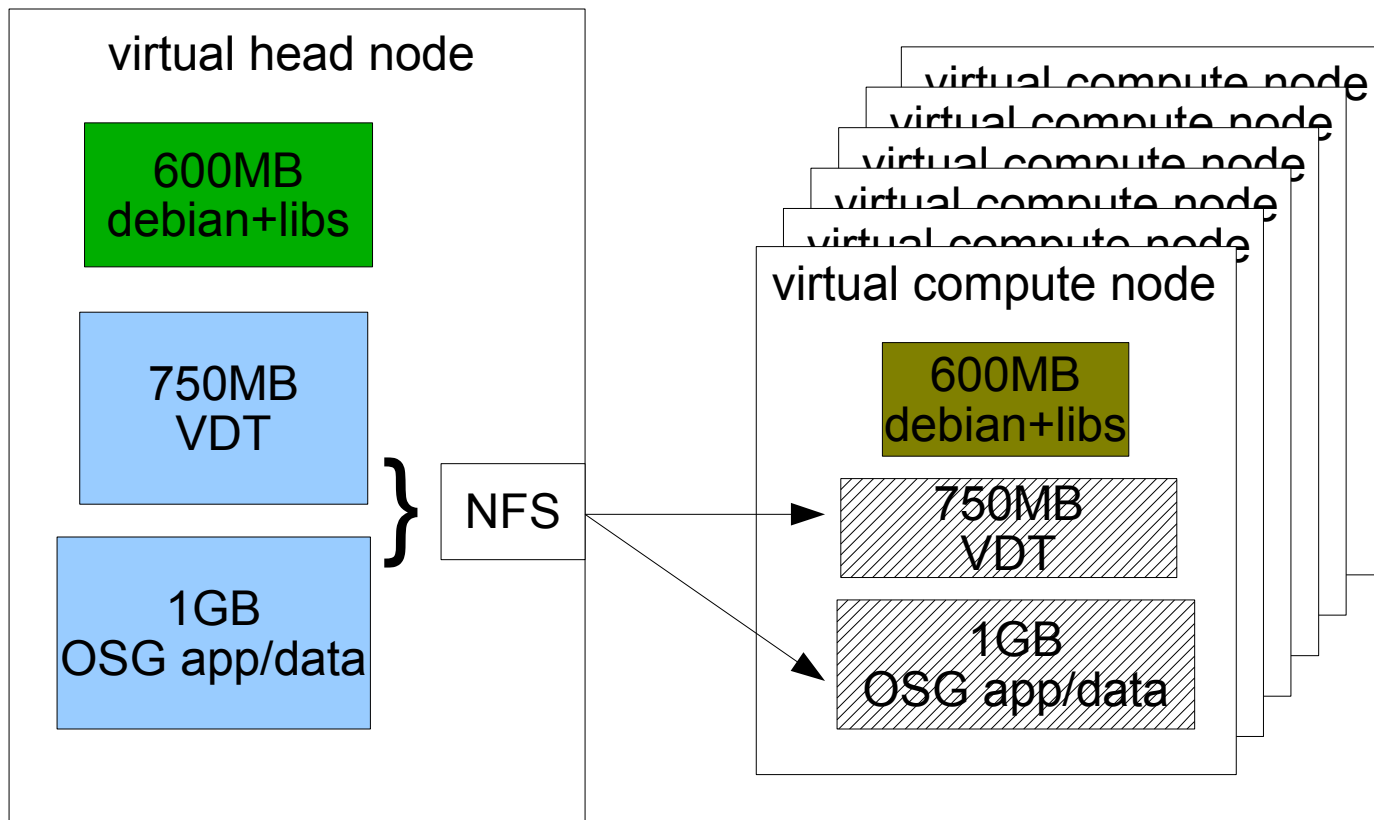 virtual head node
600MB
debian+libs
750MB
VDT
1GB
OSG app/data
}
NFS
virtual compute node
virtual compute node
virtual compute node
virtual compute node
virtual compute node
virtual compute node
600MB
debian+libs
750MB
VDT
1GB
OSG app/data